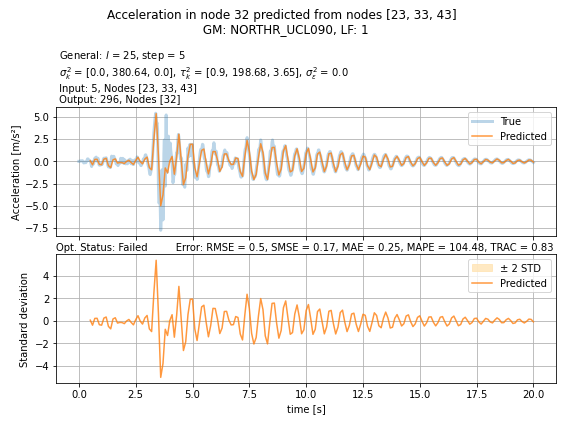 Acceleration in node 32 predicted from nodes [23, 33, 43]
GM: NORTHR_UCL090, LF: 1
General: l = 25, step = 5
σ_k² = [0.0, 380.64, 0.0], τ_k² = [0.9, 198.68, 3.65], σ_ε² = 0.0
Input: 5, Nodes [23, 33, 43]
Output: 296, Nodes [32]
Acceleration [m/s²]
5.0
2.5
0.0
−2.5
−5.0
−7.5
True
Predicted
Opt. Status: Failed
Error: RMSE = 0.5, SMSE = 0.17, MAE = 0.25, MAPE = 104.48, TRAC = 0.83
Standard deviation
4
2
0
−2
−4
± 2 STD
Predicted
0.0 2.5 5.0 7.5 10.0 12.5 15.0 17.5 20.0
time [s]